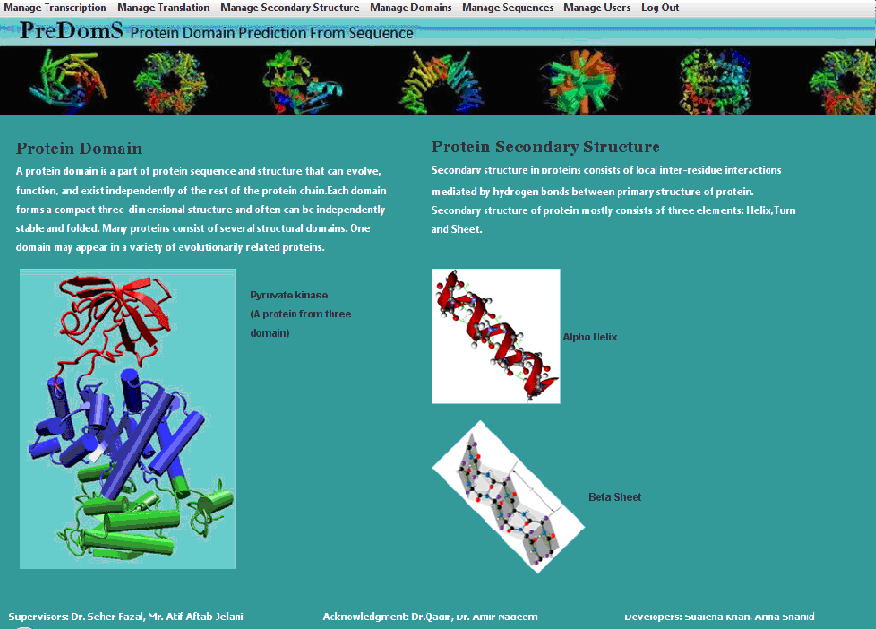 Manage Transcription Manage Translation Manage Secondary Structure Manage Domains Manage Sequences Manage Users Log Out
PreDomS Protein Domain Prediction From Sequence
Protein Domain
A protein domain is a part of protein sequence and structure that can evolve,
function, and exist independently of the rest of the protein chain.Each domain
forms a compact three-dimensional structure and often can be independently
stable and folded. Many proteins consist of several structural domains. One
domain may appear in a variety of evolutionarily related proteins.
Pyruvate kinase
(A protein from three
domain)
Protein Secondary Structure
Secondary structure in proteins consists of local inter-residue interactions
mediated by hydrogen bonds between primary structure of protein.
Secondary structure of protein mostly consists of three elements: Helix,Turn
and Sheet.
Alpha Helix
Beta Sheet
Supervisors: Dr. Seher Fazal, Mr. Atif Aftab Jelani Acknowledgment: Dr.Qadir, Dr. Amir Nadeem Developers: Khan, Anna Shahid